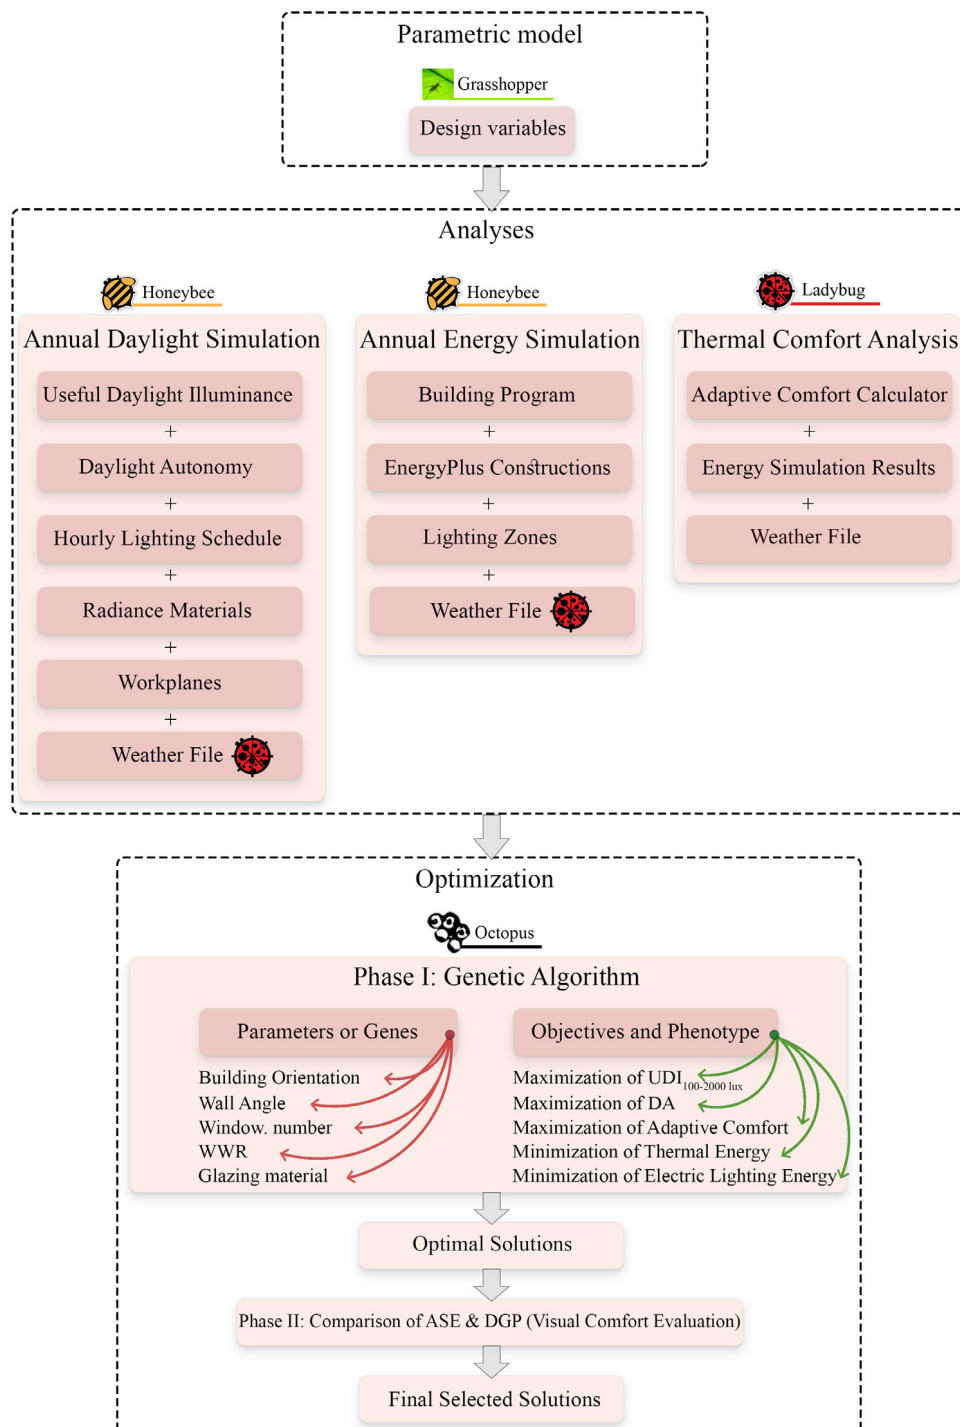 Parametric model
Grasshopper
Design variables
Analyses
Honeybee
Annual Daylight Simulation
Useful Daylight Illuminance
+
Daylight Autonomy
+
Hourly Lighting Schedule
+
Radiance Materials
+
Workplanes
+
Weather File
Honeybee
Annual Energy Simulation
Building Program
+
EnergyPlus Constructions
+
Lighting Zones
+
Weather File
Ladybug
Thermal Comfort Analysis
Adaptive Comfort Calculator
+
Energy Simulation Results
+
Weather File
Optimization
Octopus
Phase I: Genetic Algorithm
Parameters or Genes
Building Orientation
Wall Angle
Window. number
WWR
Glazing material
Objectives and Phenotype
Maximization of UDI100-2000 lux
Maximization of DA
Maximization of Adaptive Comfort
Minimization of Thermal Energy
Minimization of Electric Lighting Energy
Optimal Solutions
Phase II: Comparison of ASE & DGP (Visual Comfort Evaluation)
Final Selected Solutions